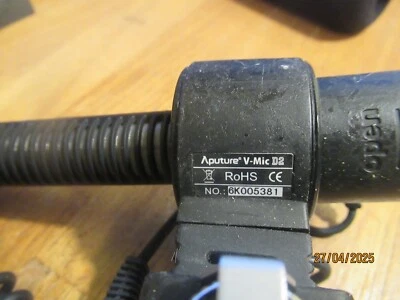 Aputure® V-Mic D2
RoHS CE
NO.: 6K005381
open
27/04/2025